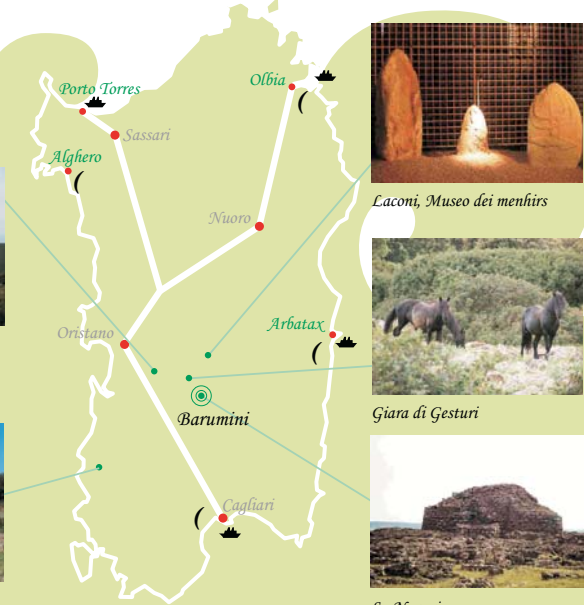 Porto Torres
Olbia
Sassari
Alghero
Nuoro
Oristano
Arbatax
Barumini
Cagliari
Laconi, Museo dei menhirs
Giara di Gesturi